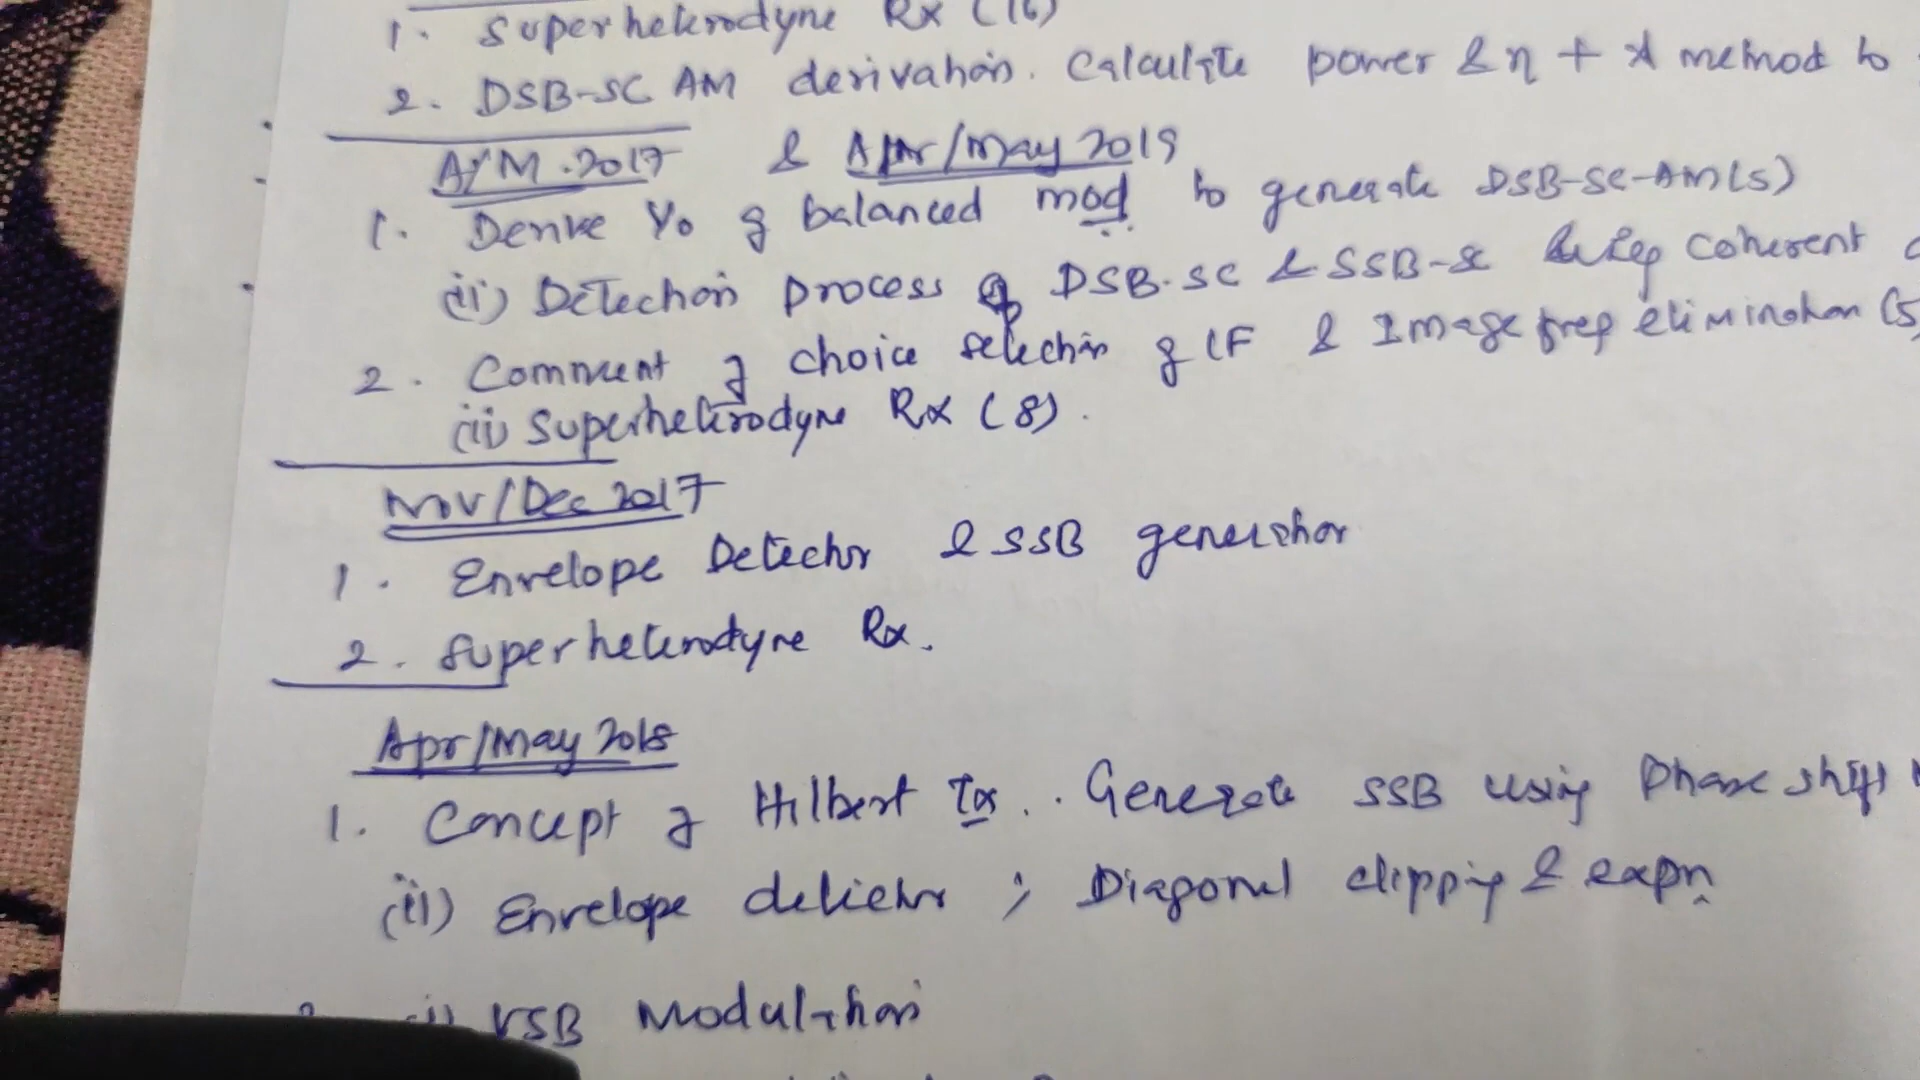 1. Superheterodyne Rx (16)
2. DSB-SC AM derivation. Calculate power & η + method to
A/M. 2017 & Apr/May 2019
1. Derive Vo of balanced mod to generate DSB-SC-AM(5)
(ii) Detection process of DSB-SC & SSB-SC using coherent
2. Comment of choice selection of IF & Image freq elimination (5
(ii) Superheterodyne Rx (8).
Nov/Dec 2017
1. Envelope Detector & SSB generation
2. Superheterodyne Rx.
Apr/May 2018
1. Concept of Hilbert Tx. . Generate SSB using Phase shift
(ii) Envelope detector ; Diagonal clipping & expn
(i) VSB Modulation